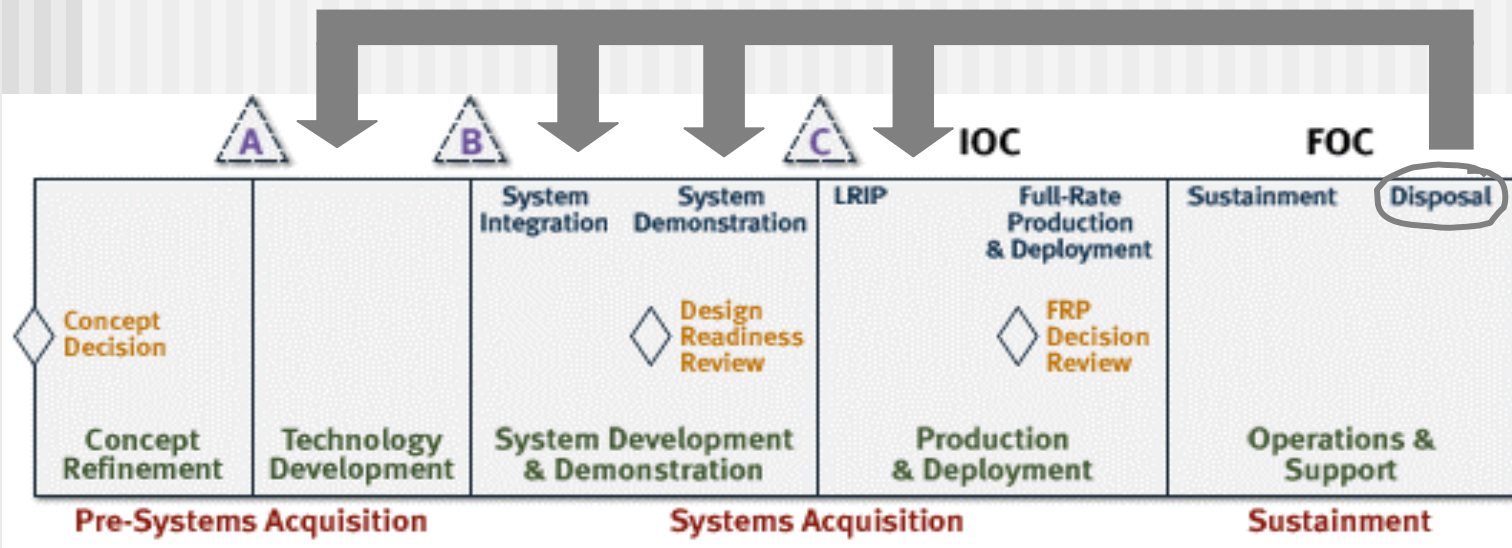 A
B
C
IOC
FOC
System
Integration
System
Demonstration
LRIP
Full-Rate
Production
& Deployment
Sustainment
Disposal
Concept
Decision
Design
Readiness
Review
FRP
Decision
Review
Concept
Refinement
Technology
Development
System Development
& Demonstration
Production
& Deployment
Operations &
Support
Pre-Systems Acquisition
Systems Acquisition
Sustainment